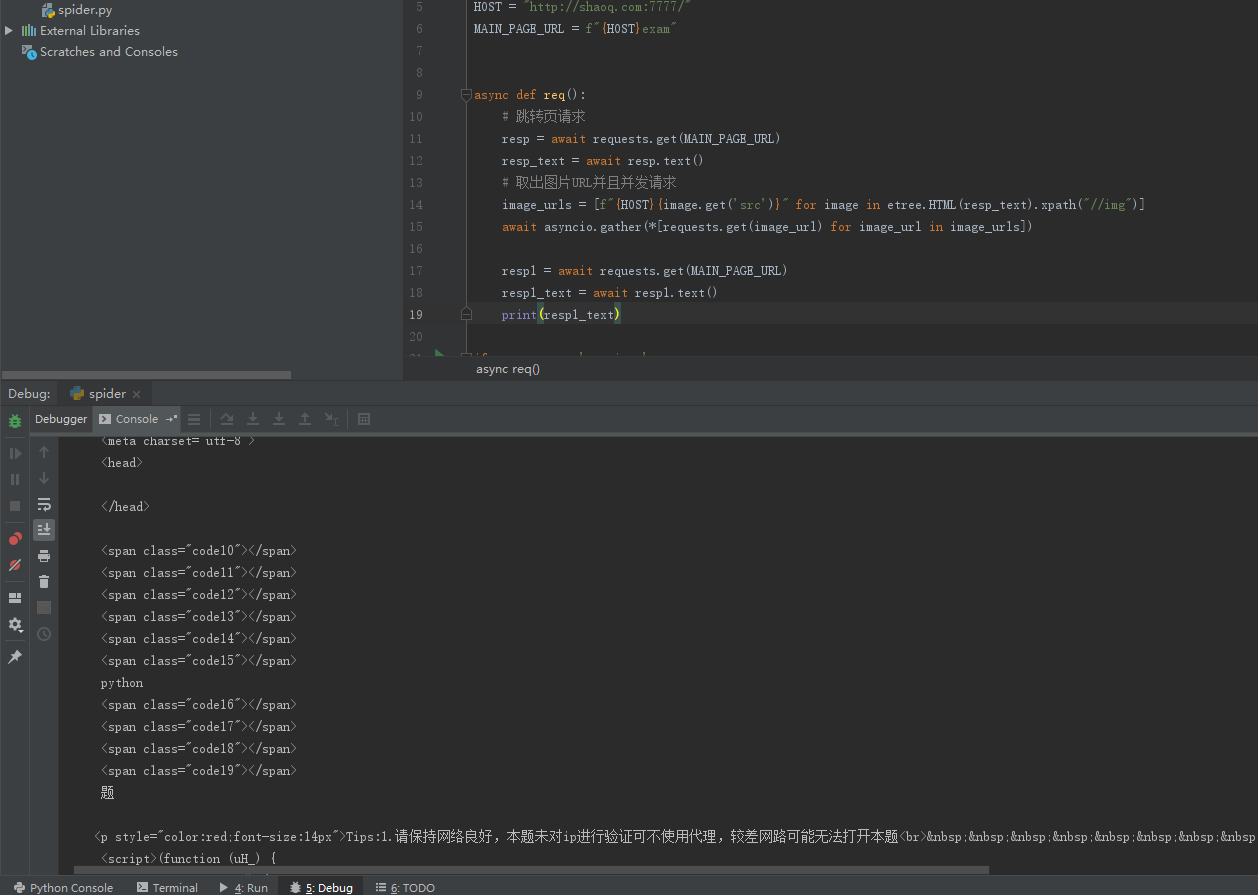 spider.py
External Libraries
Scratches and Consoles
5 HOST = "http://shaoq.com:7777/"
6 MAIN_PAGE_URL = f"{HOST}exam"
7
8
9 async def req():
10 # 跳转页请求
11 resp = await requests.get(MAIN_PAGE_URL)
12 resp_text = await resp.text()
13 # 取出图片URL并且并发请求
14 image_urls = [f"{HOST}{image.get('src')}" for image in etree.HTML(resp_text).xpath("//img")]
15 await asyncio.gather(*[requests.get(image_url) for image_url in image_urls])
16
17 resp1 = await requests.get(MAIN_PAGE_URL)
18 resp1_text = await resp1.text()
19 print(resp1_text)
20
async req()
Debug: spider
Debugger Console
<meta charset="utf-8">
<head>
</head>
<span class="code10"></span>
<span class="code11"></span>
<span class="code12"></span>
<span class="code13"></span>
<span class="code14"></span>
<span class="code15"></span>
python
<span class="code16"></span>
<span class="code17"></span>
<span class="code18"></span>
<span class="code19"></span>
题
<p style="color:red;font-size:14px">Tips:1.请保持网络良好，本题未对ip进行验证可不使用代理，较差网路可能无法打开本题<br>&nbsp;&nbsp;&nbsp;&nbsp;&nbsp;&nbsp;&nbsp;&nbsp
<script>(function (uH_) {
Python Console Terminal 4: Run 5: Debug 6: TODO